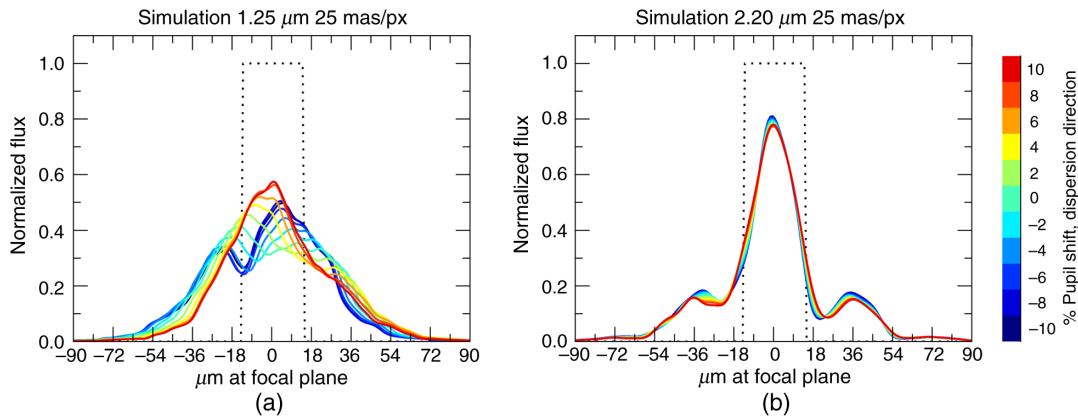 Simulation 1.25 μm 25 mas/px
Normalized flux
1.0
0.8
0.6
0.4
0.2
0.0
−90 −72 −54 −36 −18 0 18 36 54 72 90
μm at focal plane
(a)
Simulation 2.20 μm 25 mas/px
Normalized flux
1.0
0.8
0.6
0.4
0.2
0.0
−90 −72 −54 −36 −18 0 18 36 54 72 90
μm at focal plane
(b)
10
8
6
4
2
0
−2
−4
−6
−8
−10
% Pupil shift, dispersion direction